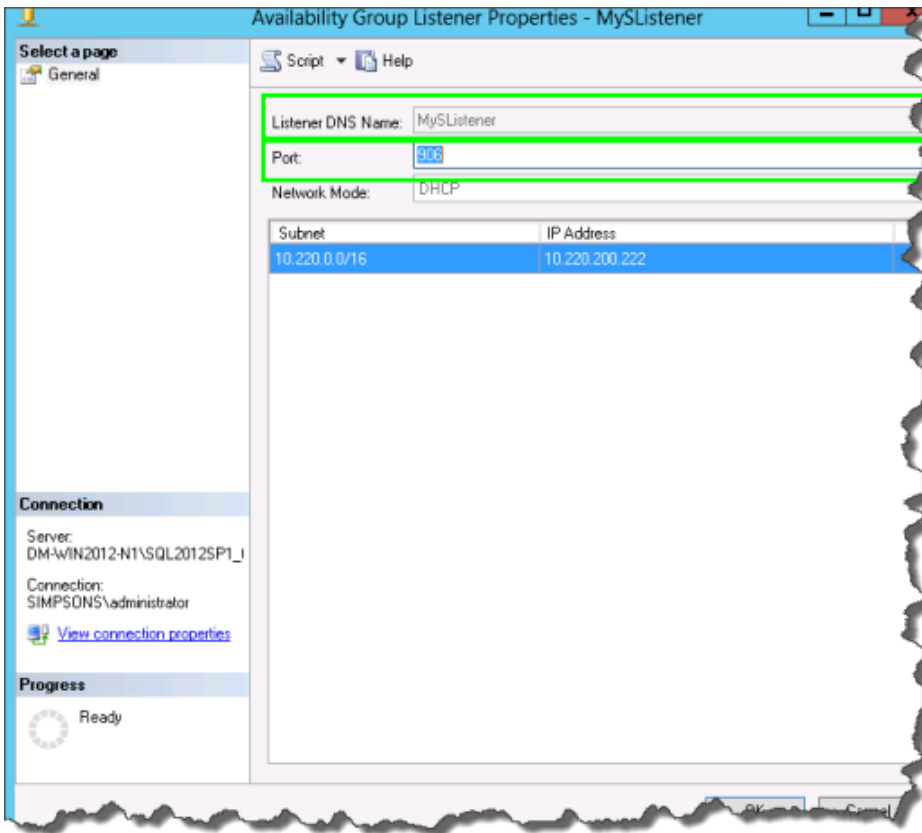 Availability Group Listener Properties - MySListener
Select a page
General
Script Help
Listener DNS Name: MySListener
Port: 906
Network Mode: DHCP
Subnet IP Address
10.220.0.0/16 10.220.200.222
Connection
Server:
DM-WIN2012-N1\SQL2012SP1_
Connection:
SIMPSONS\administrator
View connection properties
Progress
Ready
OK Cancel